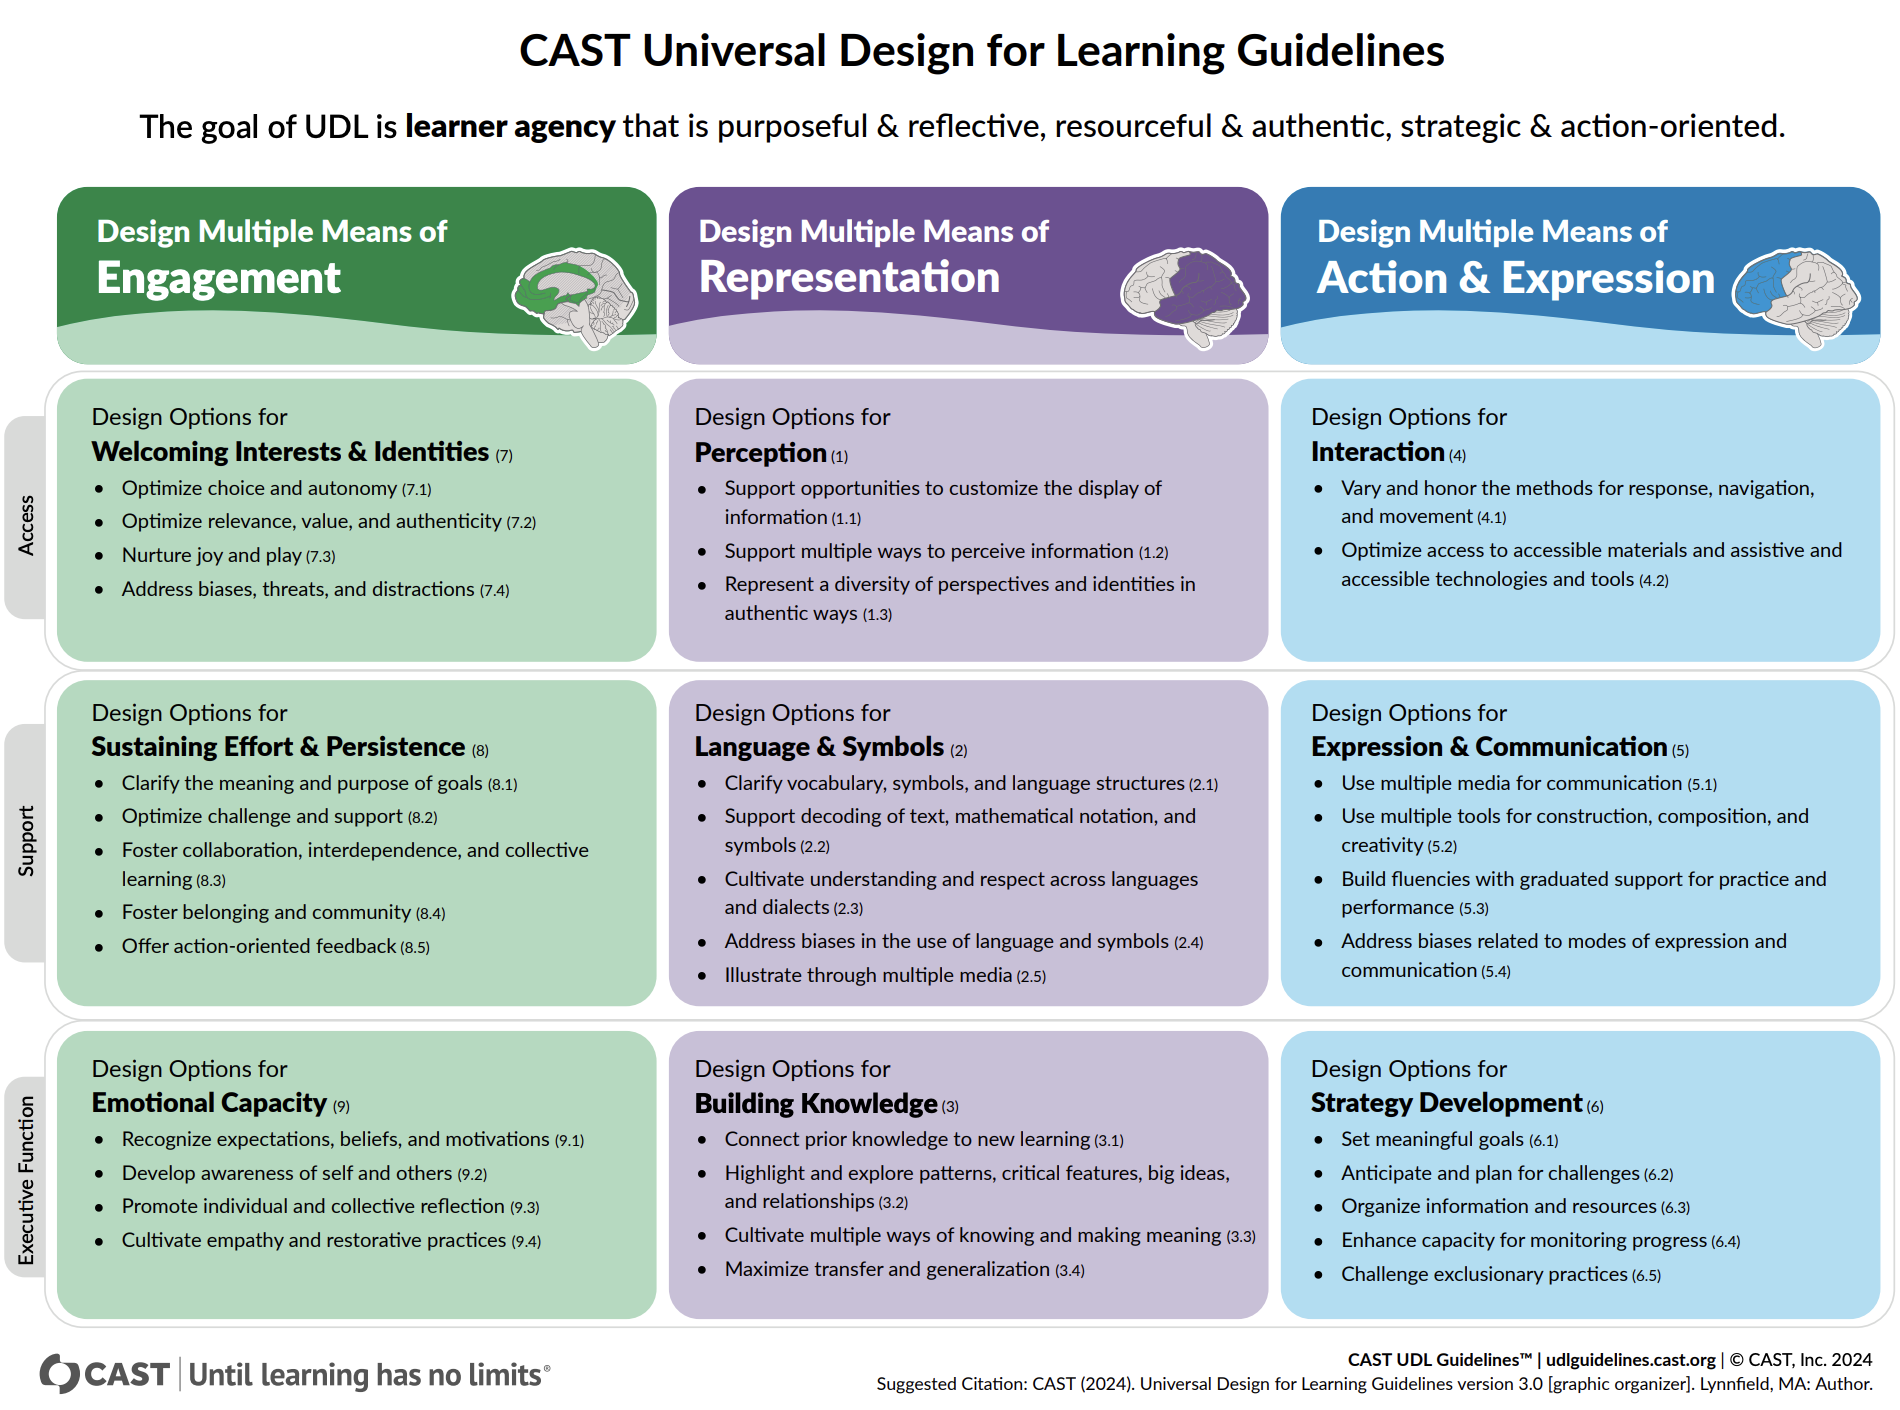 CAST Universal Design for Learning Guidelines
The goal of UDL is learner agency that is purposeful & reflective, resourceful & authentic, strategic & action-oriented.
Design Multiple Means of
Engagement
Design Multiple Means of
Representation
Design Multiple Means of
Action & Expression
Access
Design Options for
Welcoming Interests & Identities (7)
• Optimize choice and autonomy (7.1)
• Optimize relevance, value, and authenticity (7.2)
• Nurture joy and play (7.3)
• Address biases, threats, and distractions (7.4)
Design Options for
Perception (1)
• Support opportunities to customize the display of
information (1.1)
• Support multiple ways to perceive information (1.2)
• Represent a diversity of perspectives and identities in
authentic ways (1.3)
Design Options for
Interaction (4)
• Vary and honor the methods for response, navigation,
and movement (4.1)
• Optimize access to accessible materials and assistive and
accessible technologies and tools (4.2)
Support
Design Options for
Sustaining Effort & Persistence (8)
• Clarify the meaning and purpose of goals (8.1)
• Optimize challenge and support (8.2)
• Foster collaboration, interdependence, and collective
learning (8.3)
• Foster belonging and community (8.4)
• Offer action-oriented feedback (8.5)
Design Options for
Language & Symbols (2)
• Clarify vocabulary, symbols, and language structures (2.1)
• Support decoding of text, mathematical notation, and
symbols (2.2)
• Cultivate understanding and respect across languages
and dialects (2.3)
• Address biases in the use of language and symbols (2.4)
• Illustrate through multiple media (2.5)
Design Options for
Expression & Communication (5)
• Use multiple media for communication (5.1)
• Use multiple tools for construction, composition, and
creativity (5.2)
• Build fluencies with graduated support for practice and
performance (5.3)
• Address biases related to modes of expression and
communication (5.4)
Executive Function
Design Options for
Emotional Capacity (9)
• Recognize expectations, beliefs, and motivations (9.1)
• Develop awareness of self and others (9.2)
• Promote individual and collective reflection (9.3)
• Cultivate empathy and restorative practices (9.4)
Design Options for
Building Knowledge (3)
• Connect prior knowledge to new learning (3.1)
• Highlight and explore patterns, critical features, big ideas,
and relationships (3.2)
• Cultivate multiple ways of knowing and making meaning (3.3)
• Maximize transfer and generalization (3.4)
Design Options for
Strategy Development (6)
• Set meaningful goals (6.1)
• Anticipate and plan for challenges (6.2)
• Organize information and resources (6.3)
• Enhance capacity for monitoring progress (6.4)
• Challenge exclusionary practices (6.5)
CAST | Until learning has no limits®
CAST UDL Guidelines™ | udlguidelines.cast.org | © CAST, Inc. 2024
Suggested Citation: CAST (2024). Universal Design for Learning Guidelines version 3.0 [graphic organizer]. Lynnfield, MA: Author.